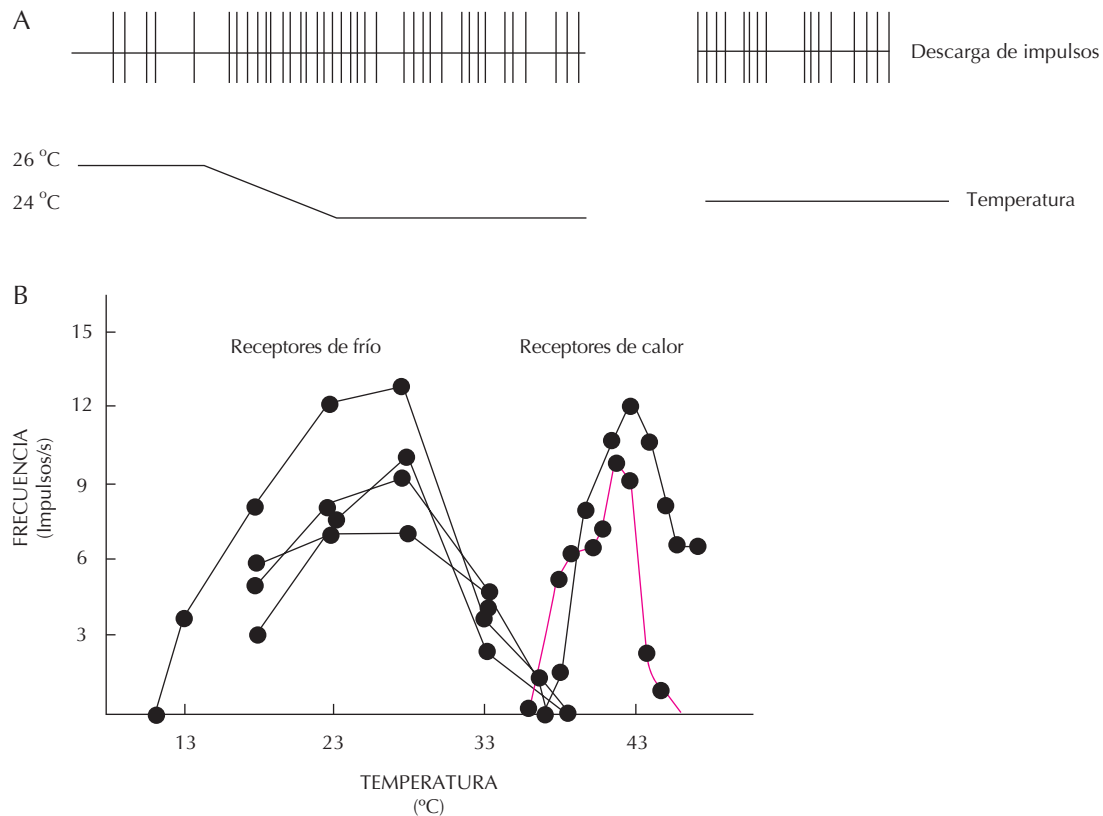 A
Descarga de impulsos
26 °C
24 °C
Temperatura
B
Receptores de frío
Receptores de calor
15
12
9
6
3
FRECUENCIA
(Impulsos/s)
13 23 33 43
TEMPERATURA
(ºC)